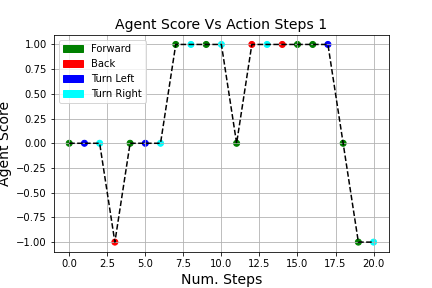 Agent Score Vs Action Steps 1
Agent Score
1.00
0.75
0.50
0.25
0.00
−0.25
−0.50
−0.75
−1.00
Forward
Back
Turn Left
Turn Right
0.0 2.5 5.0 7.5 10.0 12.5 15.0 17.5 20.0
Num. Steps